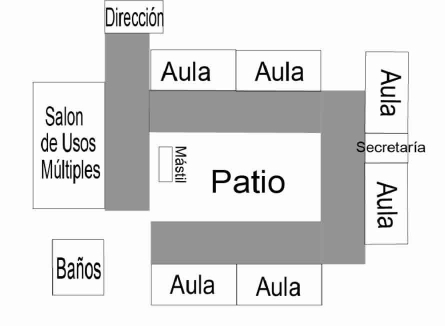 Dirección
Aula
Aula
Aula
Salon
de Usos
Múltiples
Secretaría
Mástil
Patio
Aula
Baños
Aula
Aula